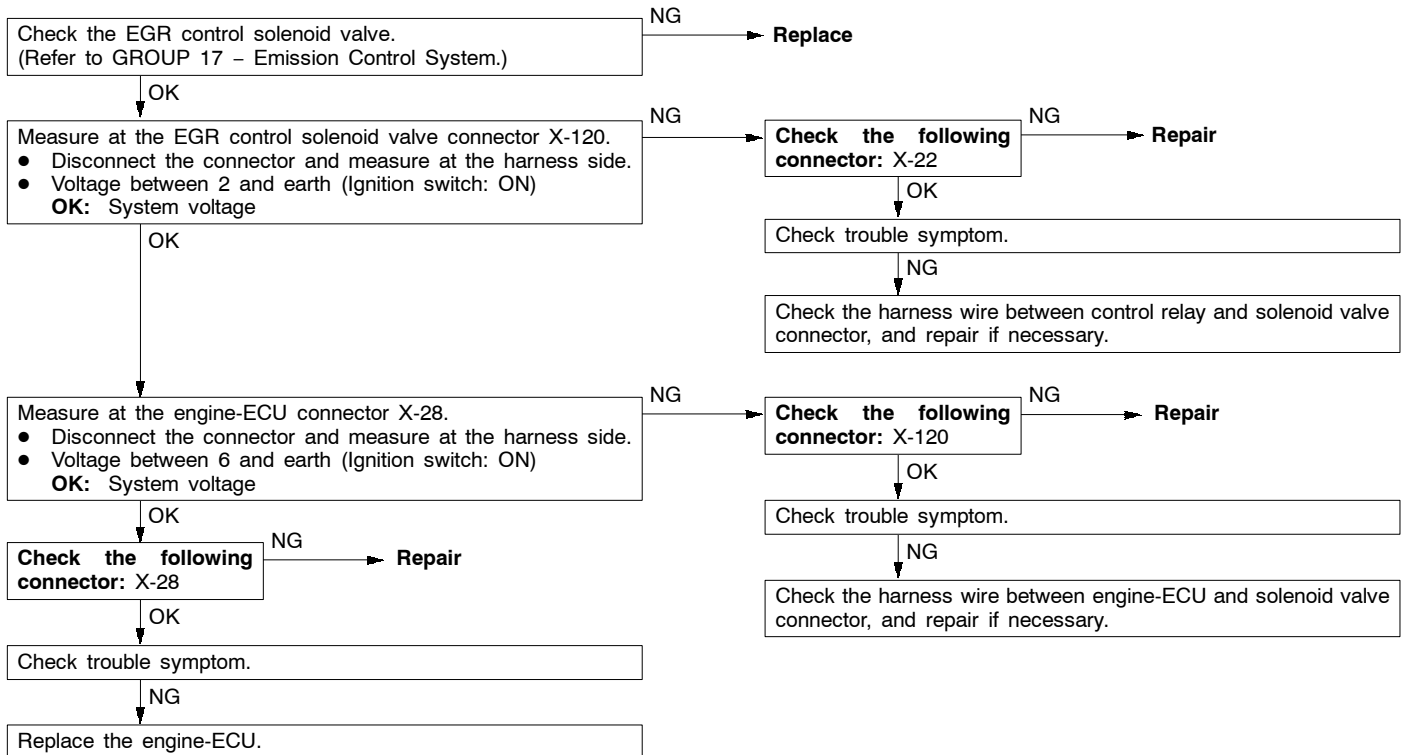 Check the EGR control solenoid valve.
(Refer to GROUP 17 – Emission Control System.)
NG
Replace
OK
Measure at the EGR control solenoid valve connector X-120.
● Disconnect the connector and measure at the harness side.
● Voltage between 2 and earth (Ignition switch: ON)
OK: System voltage
NG
Check the following
connector: X-22
NG
Repair
OK
Check trouble symptom.
NG
Check the harness wire between control relay and solenoid valve
connector, and repair if necessary.
OK
Measure at the engine-ECU connector X-28.
● Disconnect the connector and measure at the harness side.
● Voltage between 6 and earth (Ignition switch: ON)
OK: System voltage
NG
Check the following
connector: X-120
NG
Repair
OK
Check trouble symptom.
NG
Check the harness wire between engine-ECU and solenoid valve
connector, and repair if necessary.
OK
Check the following
connector: X-28
NG
Repair
OK
Check trouble symptom.
NG
Replace the engine-ECU.